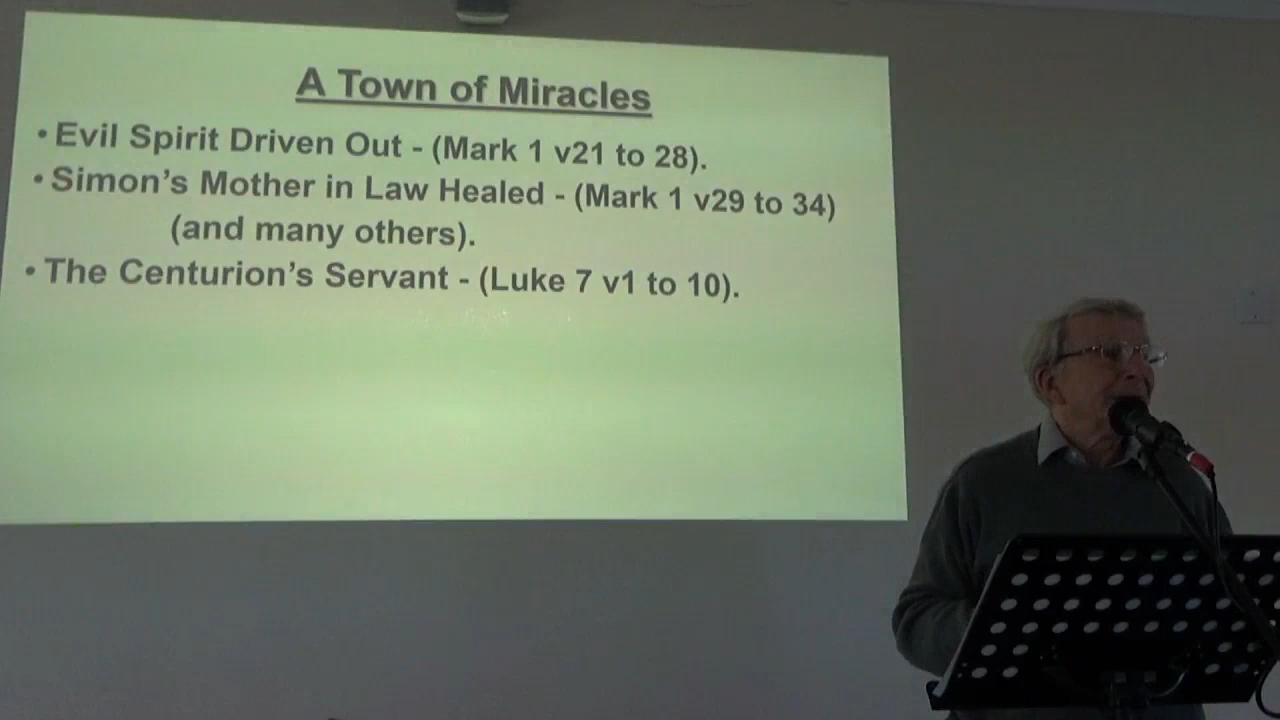 A Town of Miracles
• Evil Spirit Driven Out - (Mark 1 v21 to 28).
• Simon's Mother in Law Healed - (Mark 1 v29 to 34)
(and many others).
• The Centurion's Servant - (Luke 7 v1 to 10).